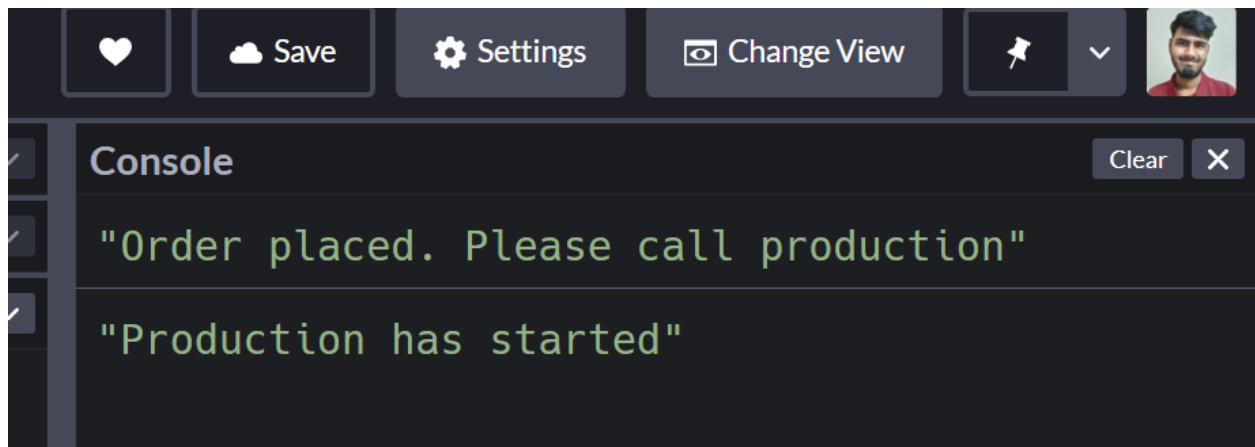 Save
Settings
Change View
Console
Clear
"Order placed. Please call production"
"Production has started"